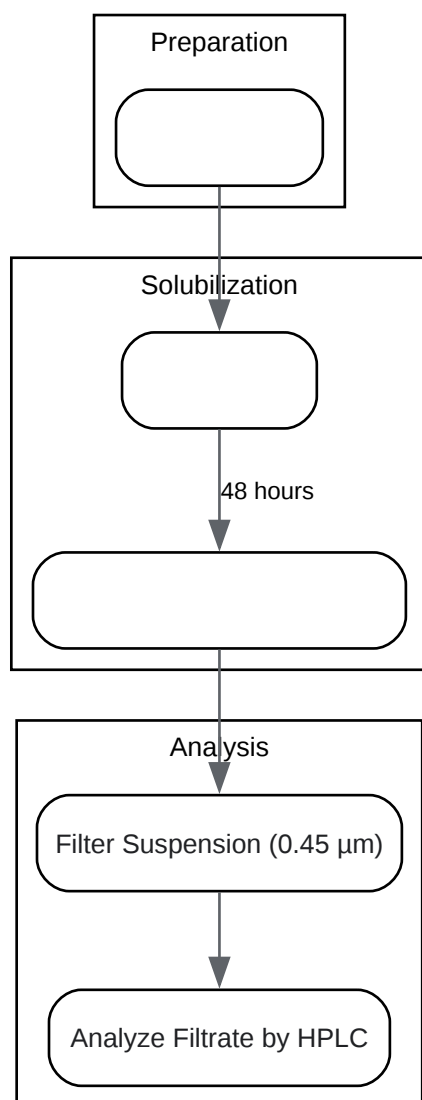 Preparation
Solubilization
48 hours
Analysis
Filter Suspension (0.45 µm)
Analyze Filtrate by HPLC